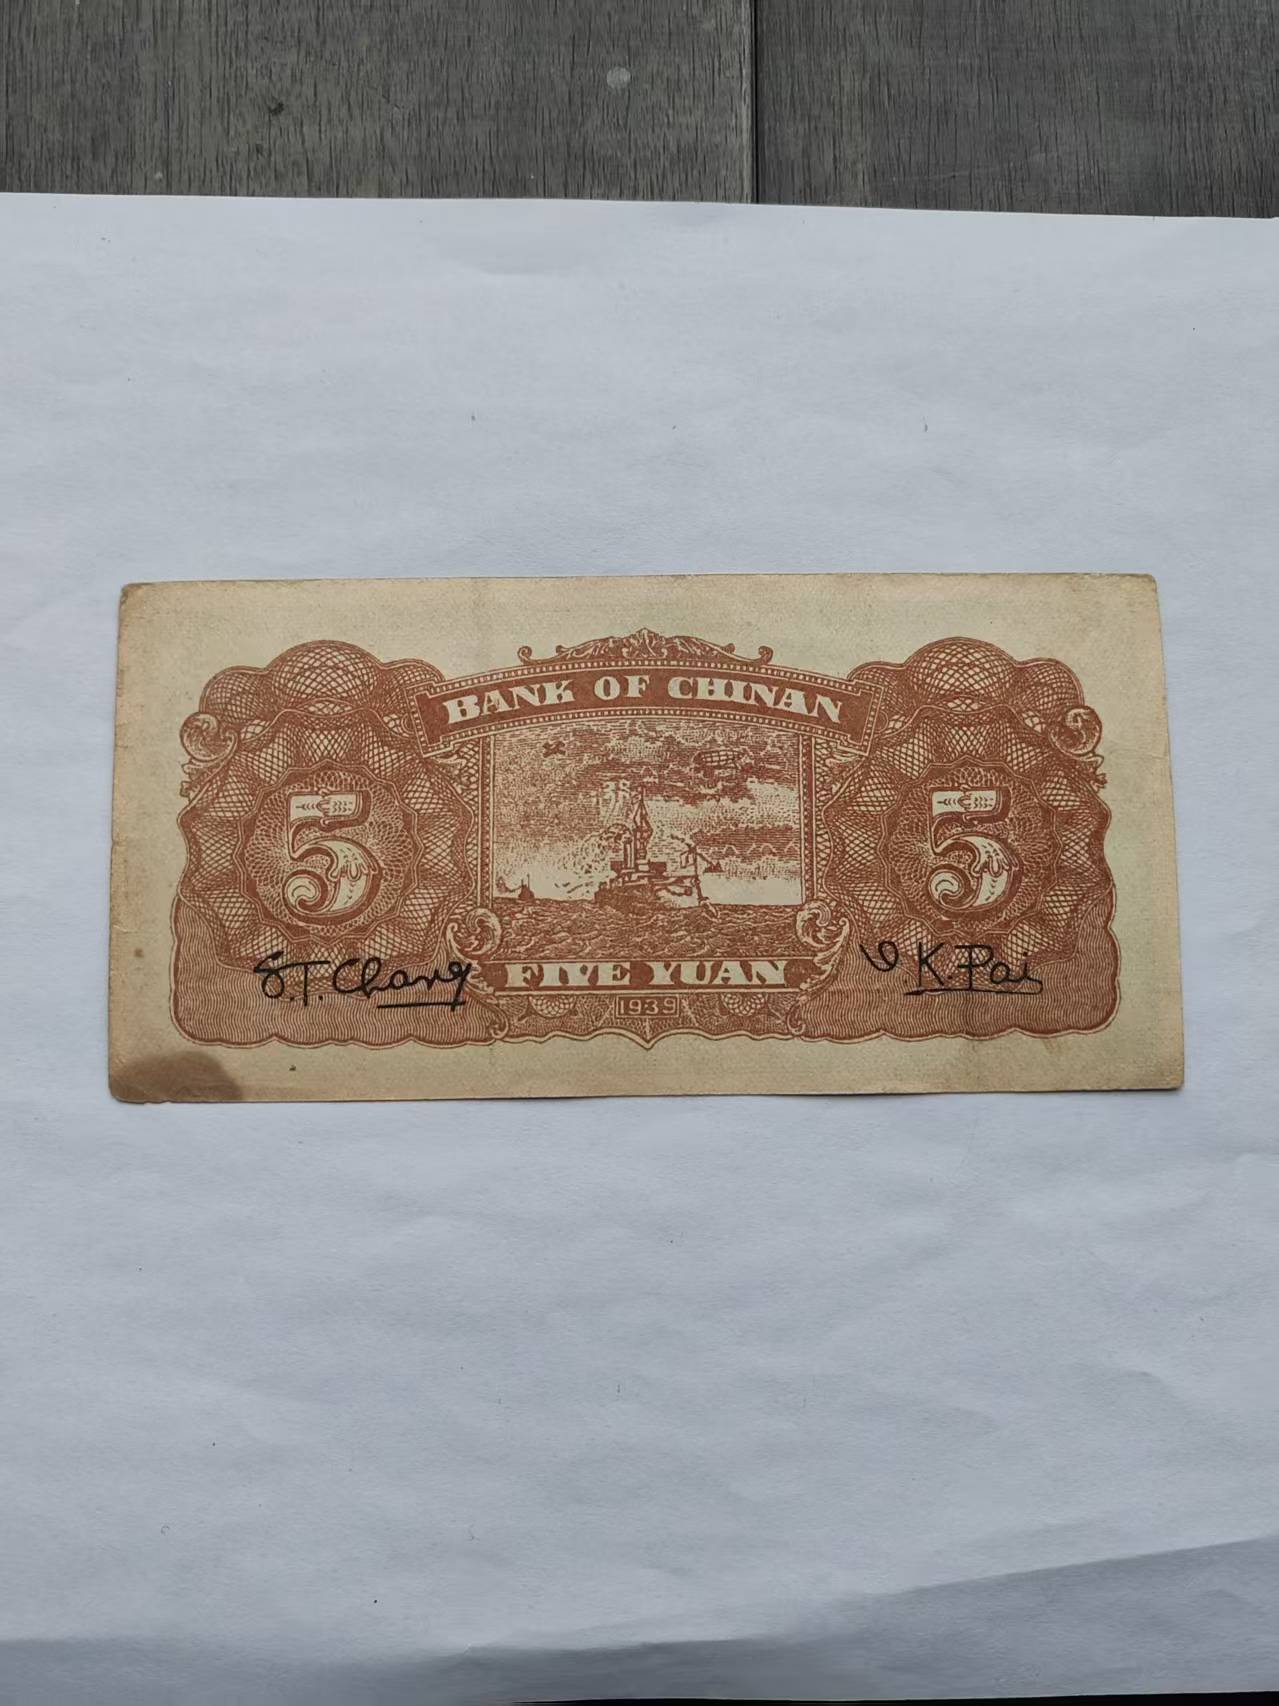 BANK OF CHINAN
5
5
S.T. Chang
FIVE YUAN
K. Pai
1939